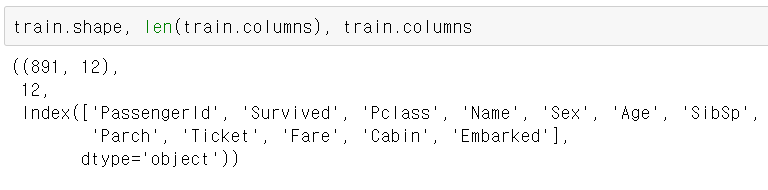 train.shape, len(train.columns), train.columns
((891, 12),
 12,
 Index(['PassengerId', 'Survived', 'Pclass', 'Name', 'Sex', 'Age', 'SibSp',
        'Parch', 'Ticket', 'Fare', 'Cabin', 'Embarked'],
       dtype='object'))